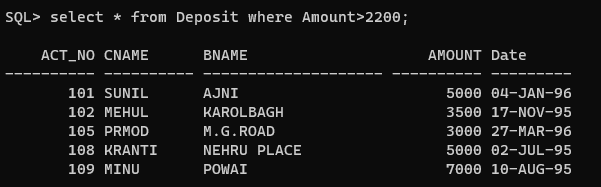 SQL> select * from Deposit where Amount>2200;
    ACT_NO CNAME      BNAME                    AMOUNT Date
---------- ---------- -------------------- ---------- ---------
       101 SUNIL      AJNI                       5000 04-JAN-96
       102 MEHUL      KAROLBAGH                  3500 17-NOV-95
       105 PRMOD      M.G.ROAD                   3000 27-MAR-96
       108 KRANTI     NEHRU PLACE                5000 02-JUL-95
       109 MINU       POWAI                      7000 10-AUG-95